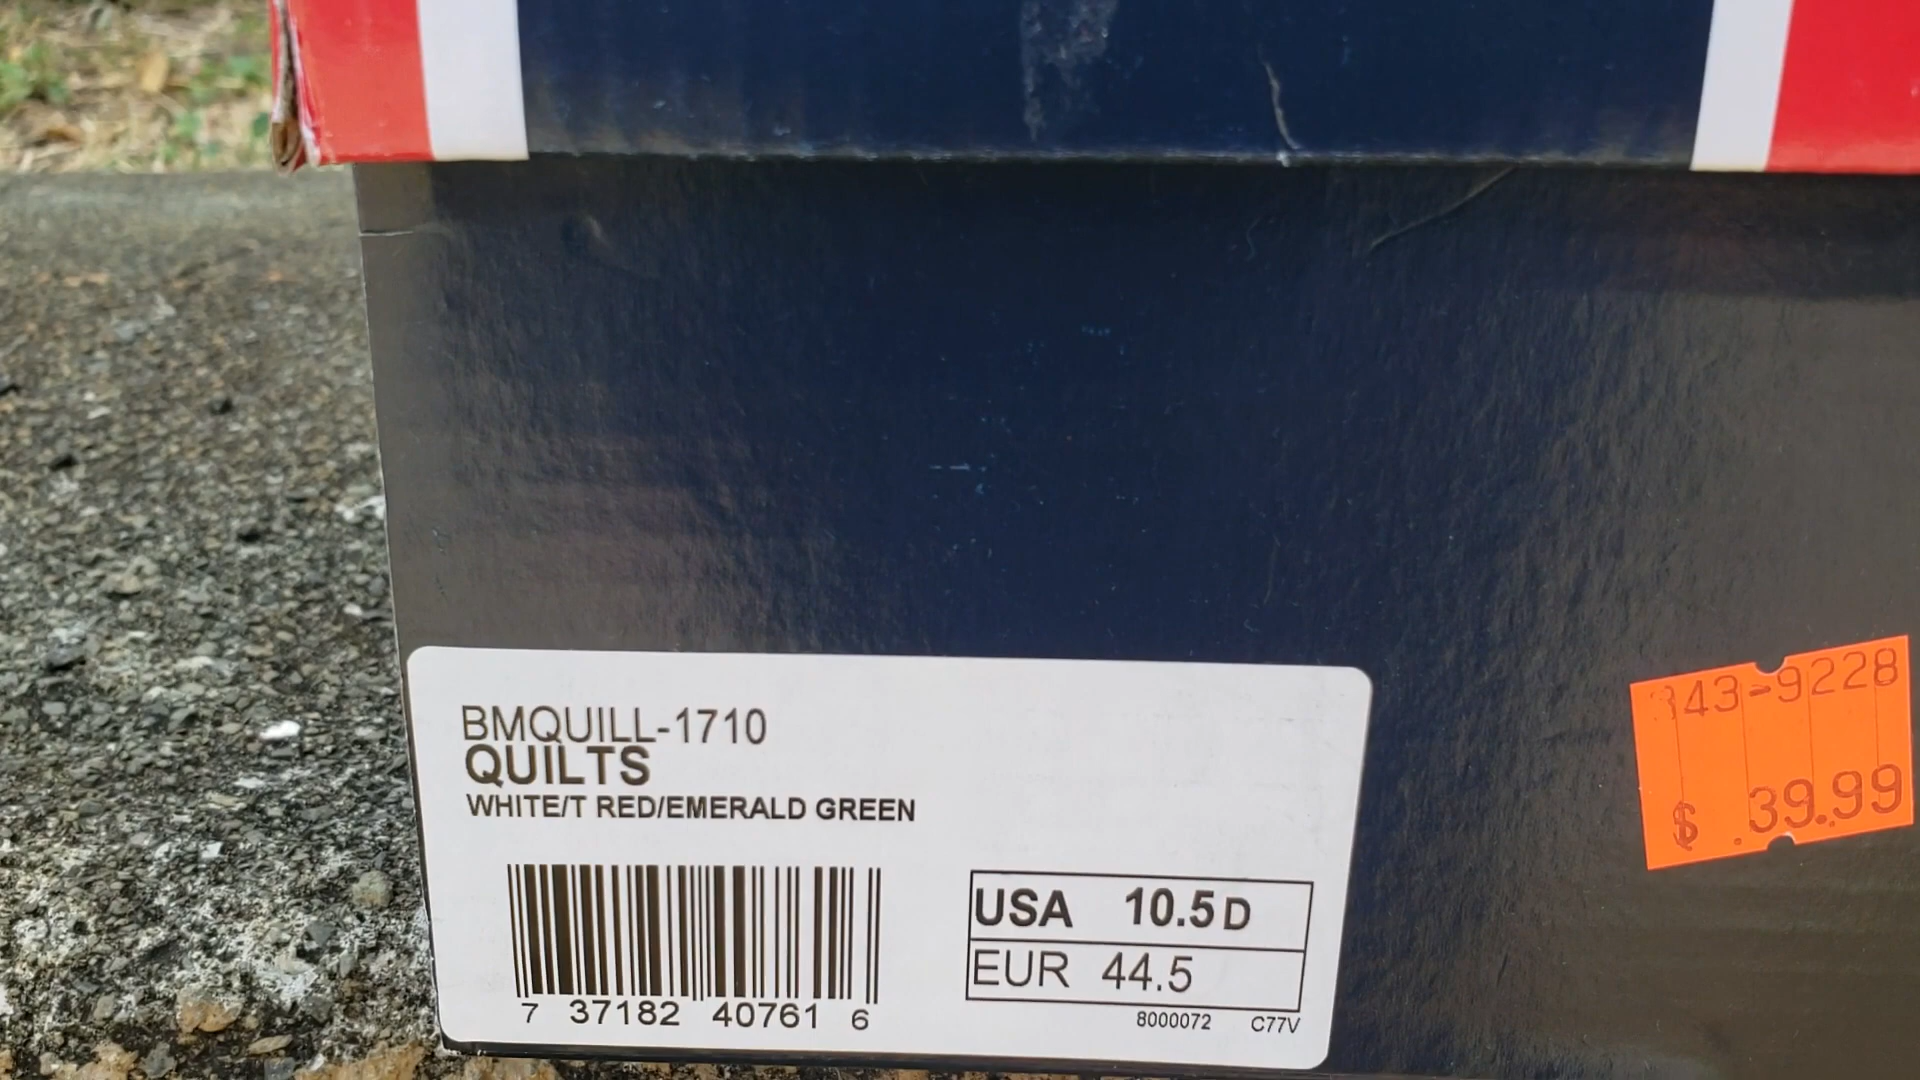 BMQUILL-1710
QUILTS
WHITE/T RED/EMERALD GREEN
7 37182 40761 6
USA 10.5 D
EUR 44.5
8000072 C77V
343-9228
$ .39.99